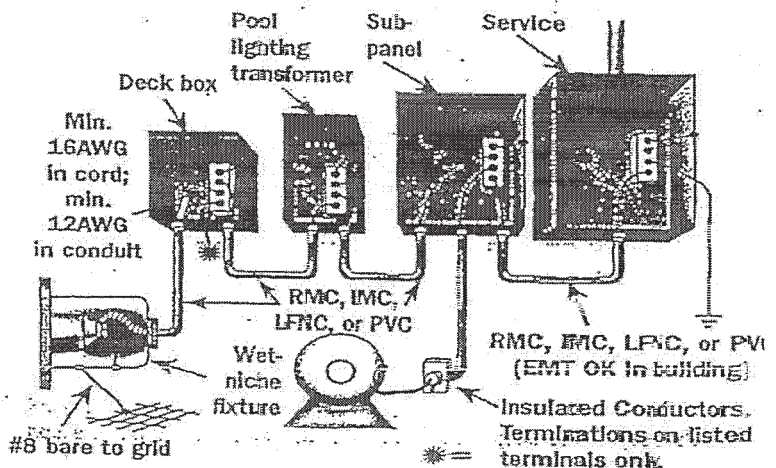 Pool
lighting
transformer
Sub-
panel
Service
Deck box
Min.
16AWG
in cord;
min.
12AWG
in conduit
RMC, IMC,
LFNC, or PVC
RMC, IMC, LFNC, or PV
(EMT OK in building)
Wet-
niche
fixture
#8 bare to grid
Insulated Conductors.
Terminations on listed
terminals only.
=